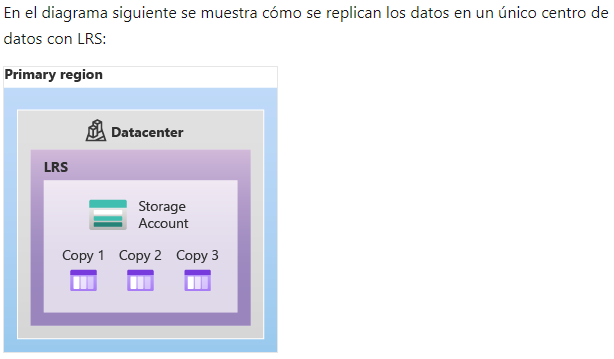 En el diagrama siguiente se muestra cómo se replican los datos en un único centro de
datos con LRS:
Primary region
Datacenter
LRS
Storage
Account
Copy 1 Copy 2 Copy 3